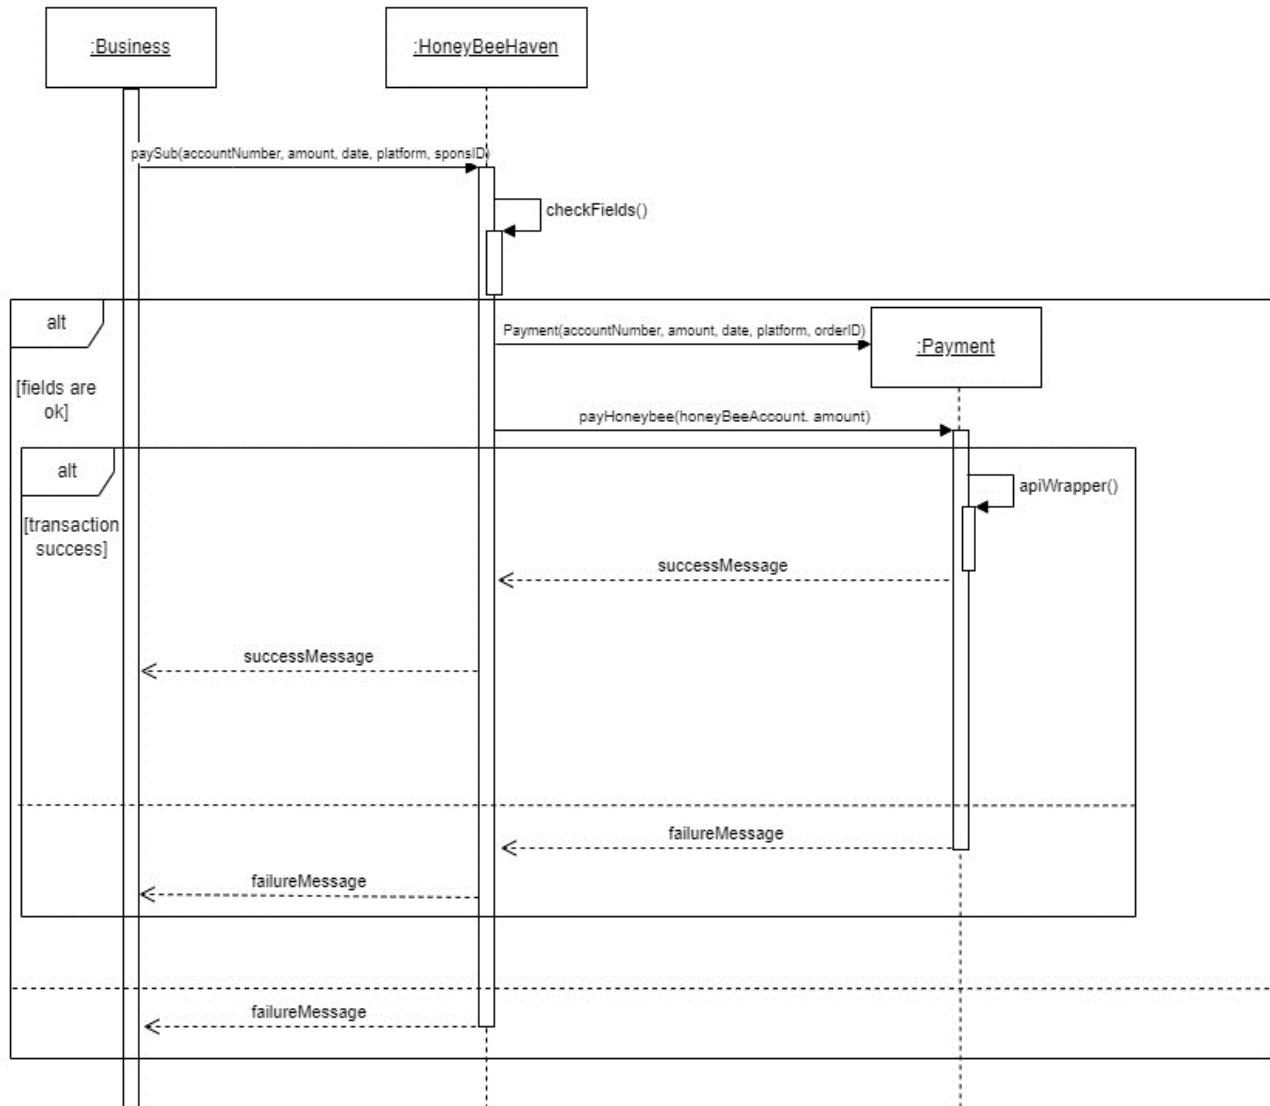 :Business
:HoneyBeeHaven
paySub(accountNumber, amount, date, platform, sponsID)
checkFields()
alt
Payment(accountNumber, amount, date, platform, orderID)
:Payment
[fields are
ok]
payHoneybee(honeyBeeAccount. amount)
alt
apiWrapper()
[transaction
success]
successMessage
successMessage
failureMessage
failureMessage
failureMessage